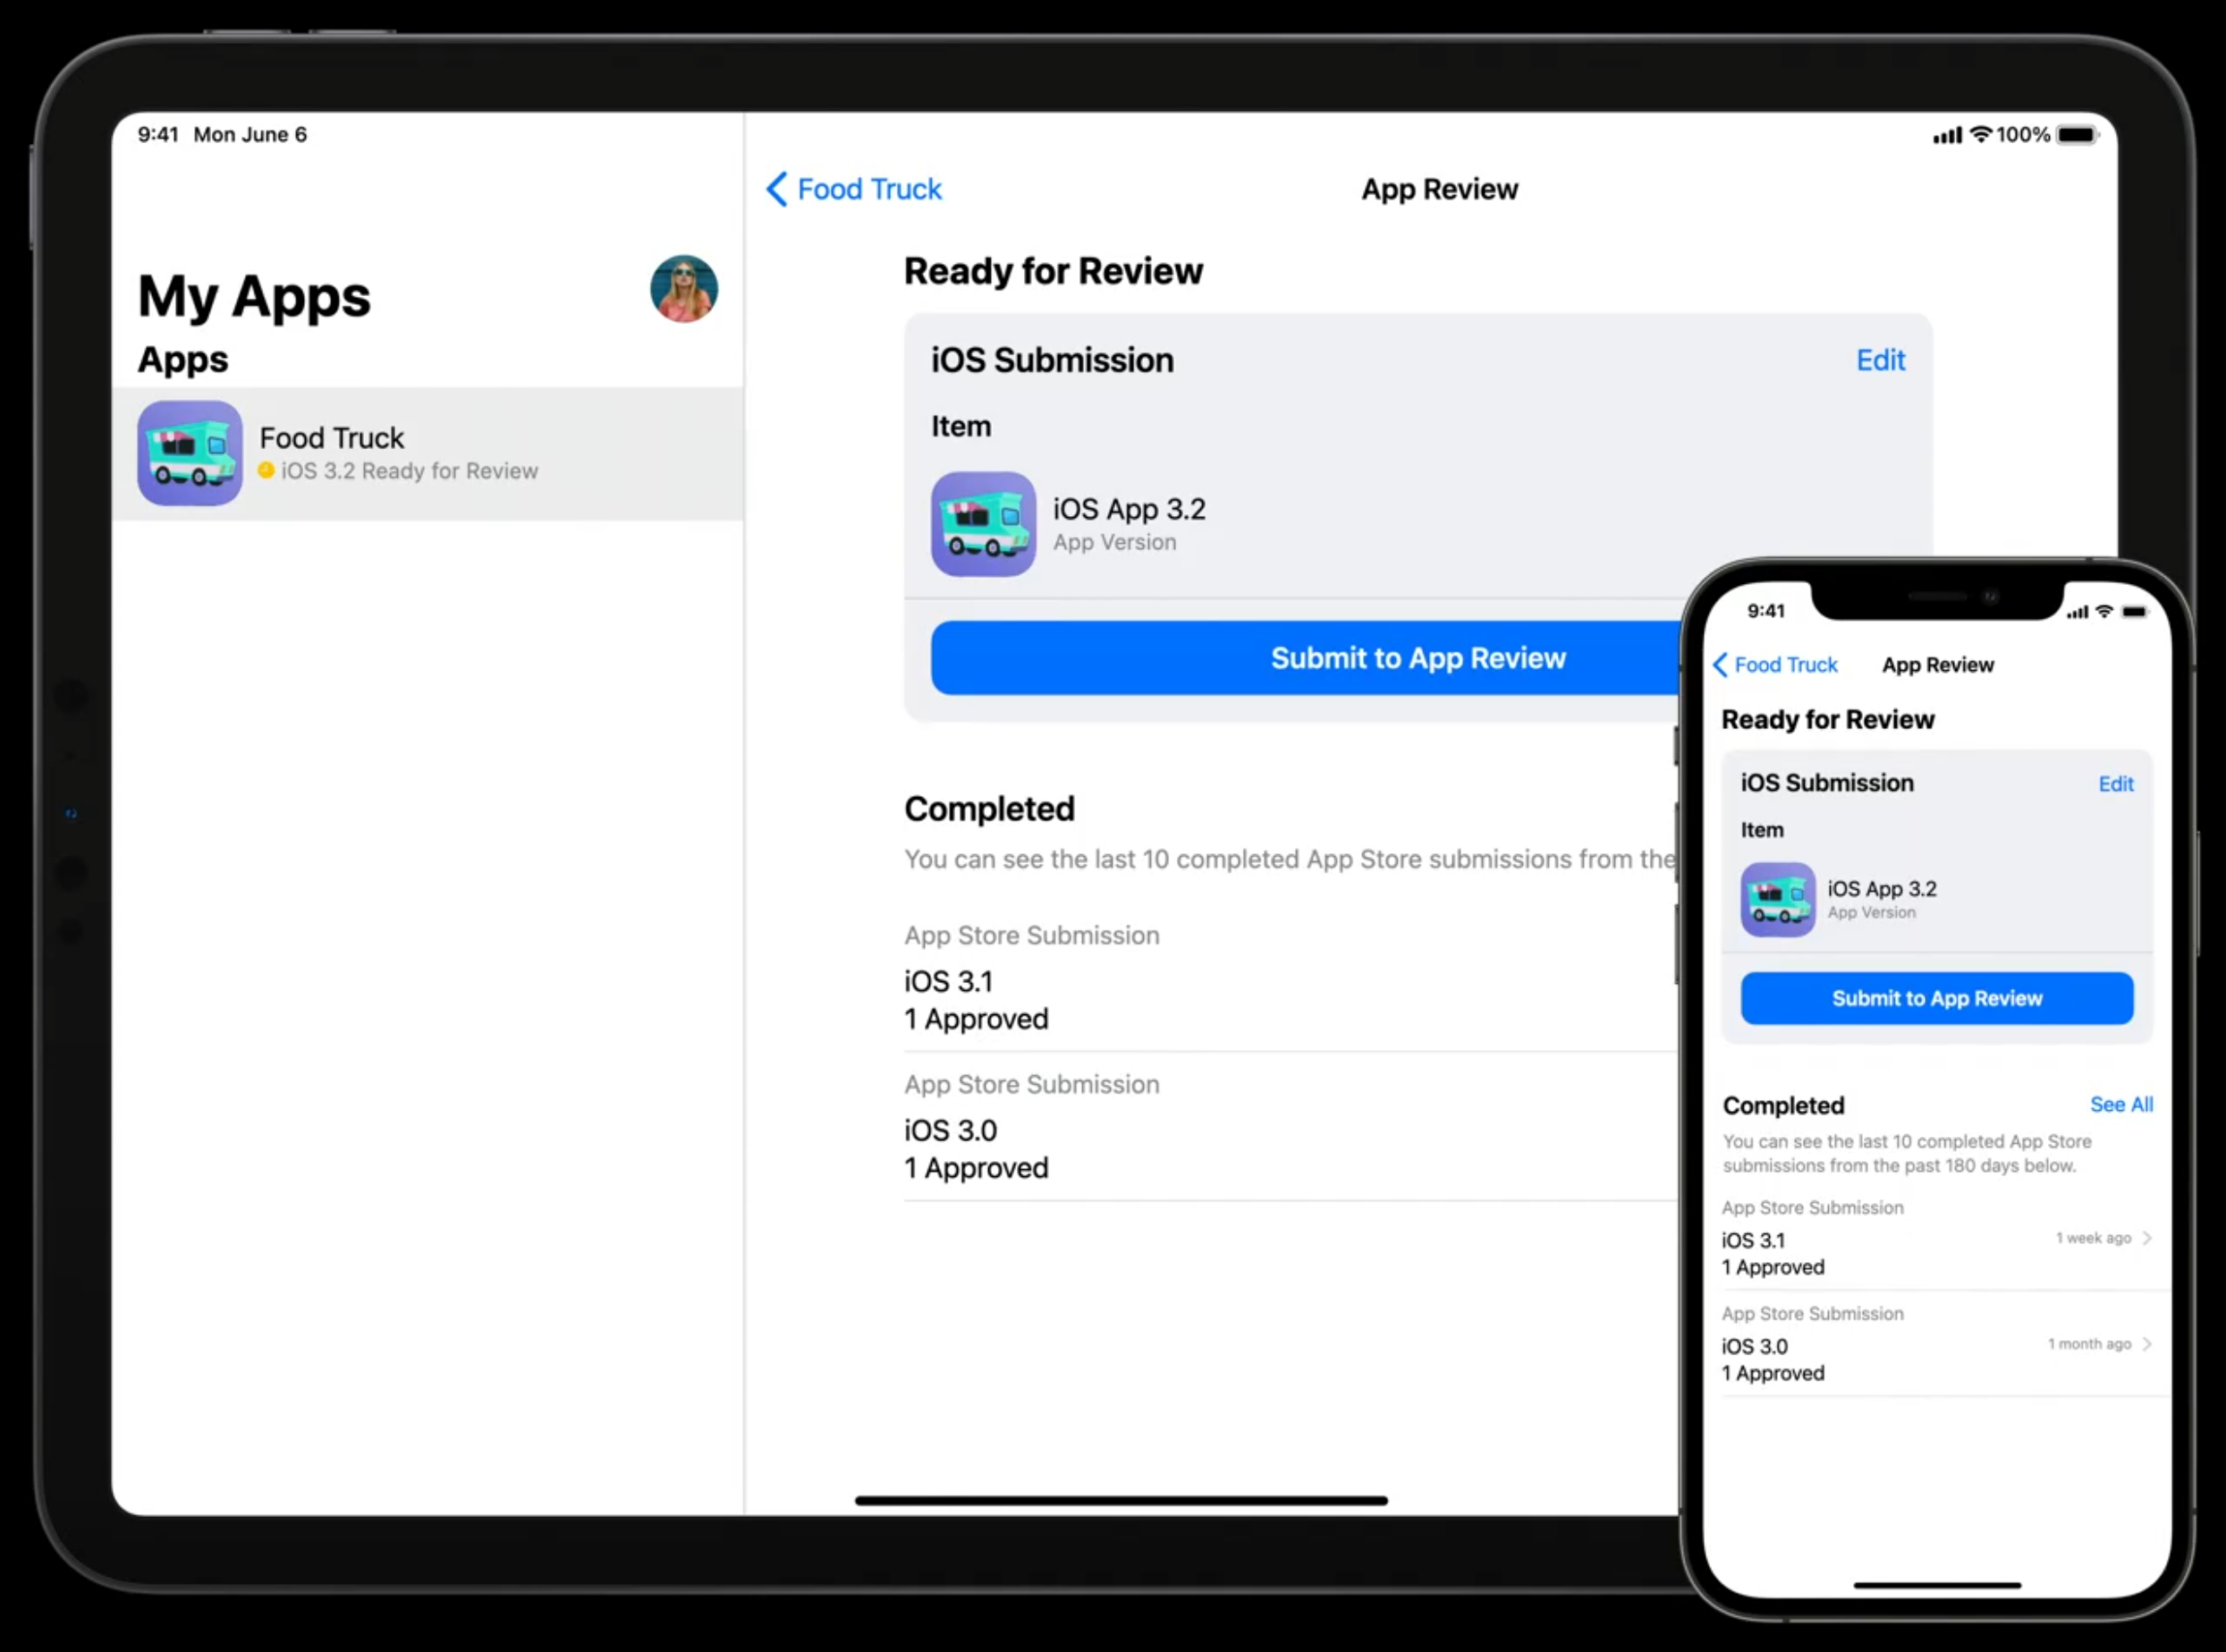 9:41 Mon June 6
100%
My Apps
Apps
Food Truck
iOS 3.2 Ready for Review
Food Truck
App Review
Ready for Review
iOS Submission
Edit
Item
iOS App 3.2
App Version
Submit to App Review
Completed
You can see the last 10 completed App Store submissions from the
App Store Submission
iOS 3.1
1 Approved
App Store Submission
iOS 3.0
1 Approved
9:41
Food Truck
App Review
Ready for Review
iOS Submission
Edit
Item
iOS App 3.2
App Version
Submit to App Review
Completed
See All
You can see the last 10 completed App Store
submissions from the past 180 days below.
App Store Submission
iOS 3.1
1 week ago
1 Approved
App Store Submission
iOS 3.0
1 month ago
1 Approved